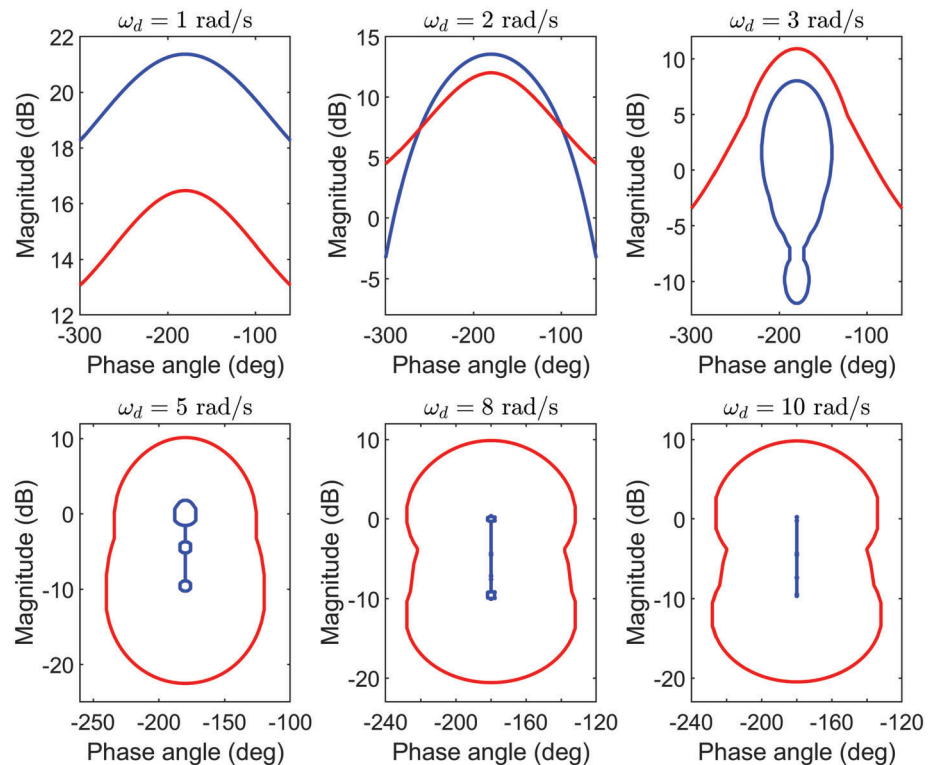 ω_d = 1 rad/s
22
20
18
16
14
12
Magnitude (dB)
-300 -200 -100
Phase angle (deg)
ω_d = 2 rad/s
15
10
5
0
-5
Magnitude (dB)
-300 -200 -100
Phase angle (deg)
ω_d = 3 rad/s
10
5
0
-5
-10
Magnitude (dB)
-300 -200 -100
Phase angle (deg)
ω_d = 5 rad/s
10
0
-10
-20
Magnitude (dB)
-250 -200 -150 -100
Phase angle (deg)
ω_d = 8 rad/s
10
0
-10
-20
Magnitude (dB)
-240 -200 -160 -120
Phase angle (deg)
ω_d = 10 rad/s
10
0
-10
-20
Magnitude (dB)
-240 -200 -160 -120
Phase angle (deg)